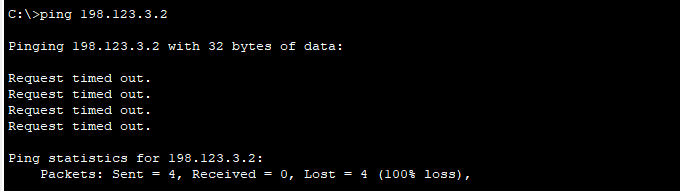 C:\>ping 198.123.3.2
Pinging 198.123.3.2 with 32 bytes of data:
Request timed out.
Request timed out.
Request timed out.
Request timed out.
Ping statistics for 198.123.3.2:
    Packets: Sent = 4, Received = 0, Lost = 4 (100% loss),